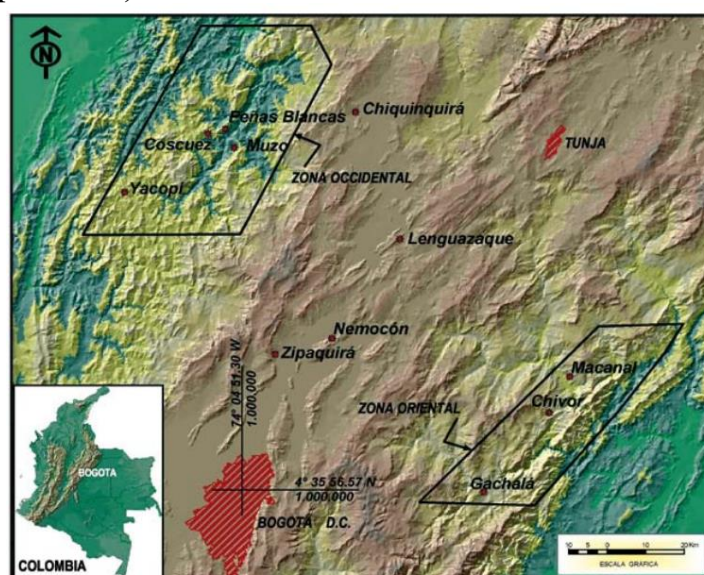 N
Peñas Blancas
Chiquinquirá
Coscuez
Muzo
TUNJA
ZONA OCCIDENTAL
Yacopí
Lenguazaque
Nemocón
Zipaquirá
Macanal
74° 04 51.30 W
1.000.000
ZONA ORIENTAL
Chivor
BOGOTA
4° 35 56.57 N
1.000.000
Gachalá
BOGOTA D.C.
COLOMBIA
10 5 0 10 20 Km
ESCALA GRAFICA